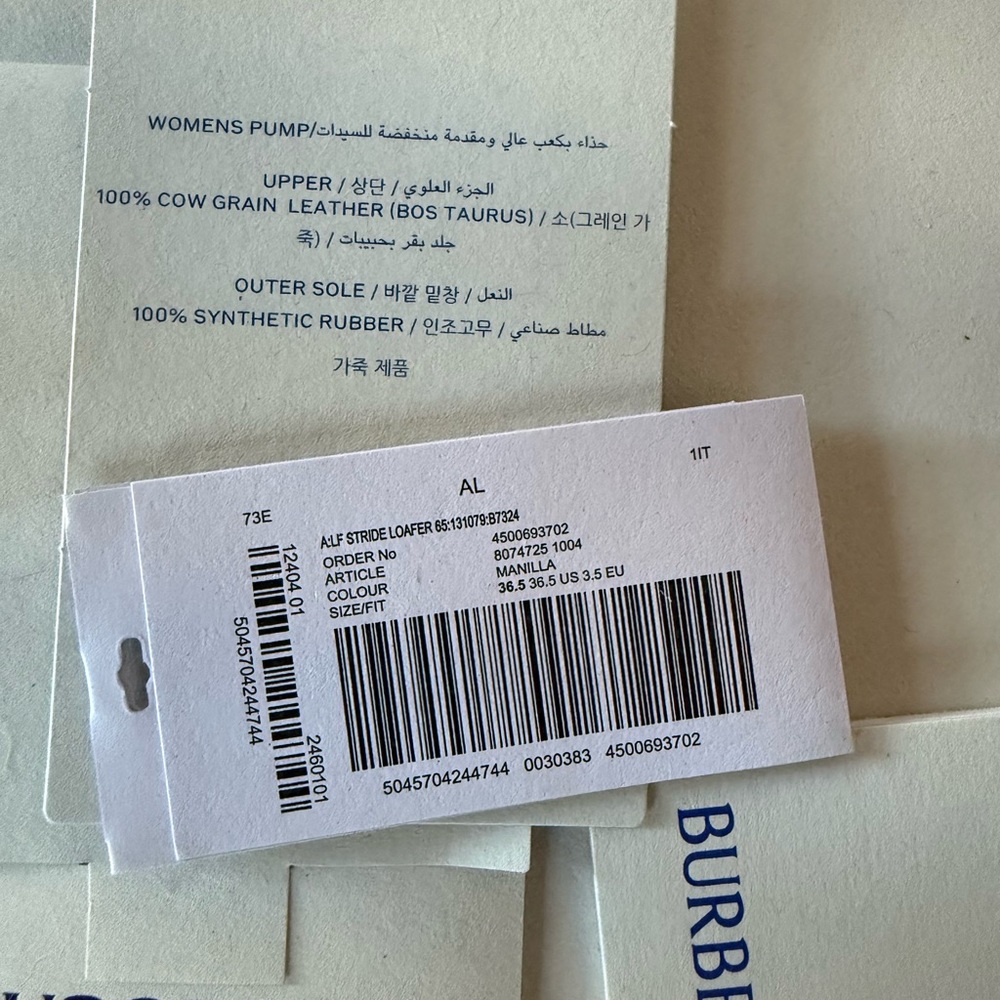 WOMENS PUMP/حذاء بكعب عالي ومقدمة منخفضة للسيدات
UPPER / 상단 / الجزء العلوي
100% COW GRAIN LEATHER (BOS TAURUS) / 소(그레인 가
죽) / جلد بقر بحبيبات
OUTER SOLE / 바깥 밑창 / النعل
100% SYNTHETIC RUBBER / 인조고무 / مطاط صناعي
가죽 제품
1IT
AL
73E
A:LF STRIDE LOAFER 65:131079:B7324
ORDER No 4500693702
ARTICLE 8074725 1004
COLOUR MANILLA
SIZE/FIT 36.5 36.5 US 3.5 EU
12404.01
5045704244744
2460101
5045704244744 0030383 4500693702
BURBE